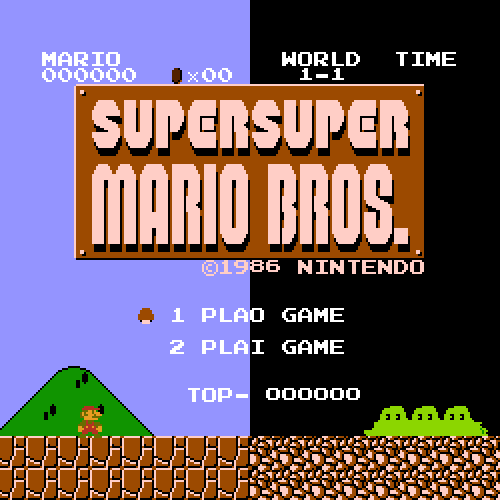 MARIO WORLD TIME
000000 ×00 1-1
SUPERSUPER
MARIO BROS.
©1986 NINTENDO
1 PLAO GAME
2 PLAI GAME
TOP- 000000